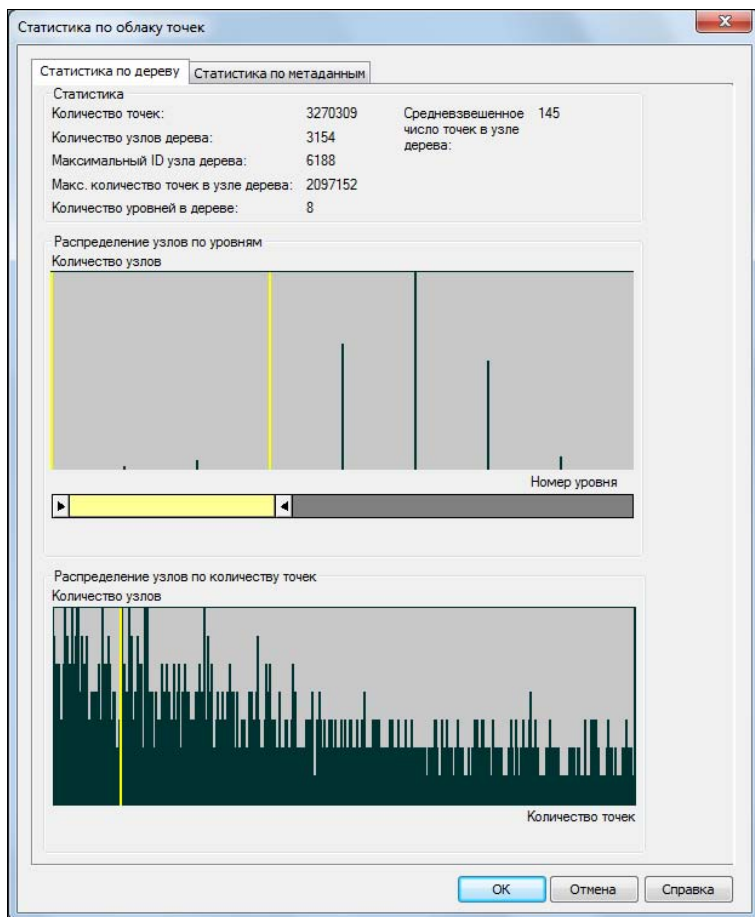 Статистика по облаку точек
Статистика по дереву Статистика по метаданным
Статистика
Количество точек: 3270309
Количество узлов дерева: 3154
Максимальный ID узла дерева: 6188
Макс. количество точек в узле дерева: 2097152
Количество уровней в дереве: 8
Средневзвешенное 145
число точек в узле
дерева:
Распределение узлов по уровням
Количество узлов
Номер уровня
Распределение узлов по количеству точек
Количество узлов
Количество точек
ОК Отмена Справка